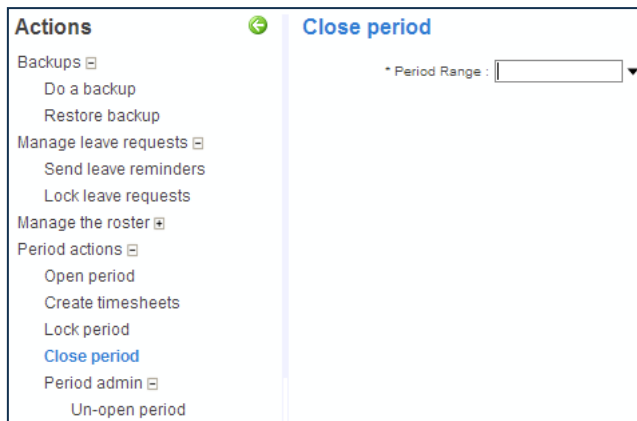 Actions
Backups
Do a backup
Restore backup
Manage leave requests
Send leave reminders
Lock leave requests
Manage the roster
Period actions
Open period
Create timesheets
Lock period
Close period
Period admin
Un-open period
Close period
* Period Range :